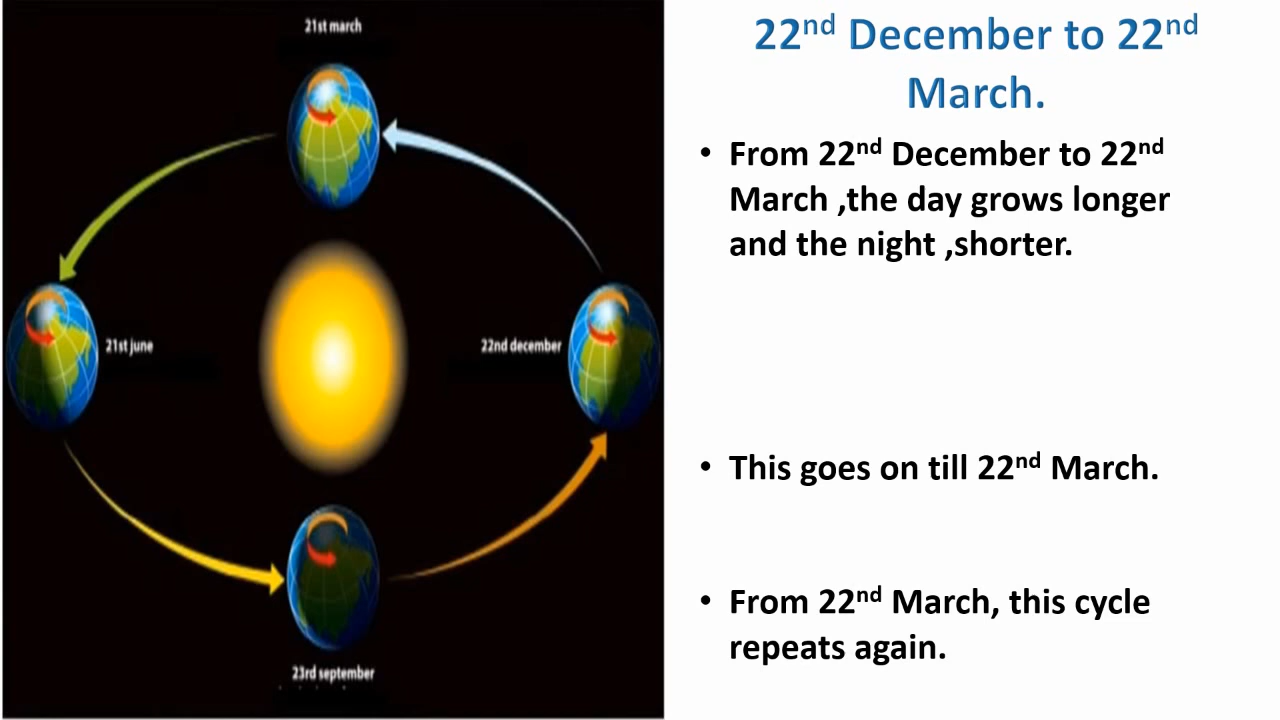 21st march
21st june
22nd december
23rd september
22nd December to 22nd
March.
• From 22nd December to 22nd
March ,the day grows longer
and the night ,shorter.
• This goes on till 22nd March.
• From 22nd March, this cycle
repeats again.